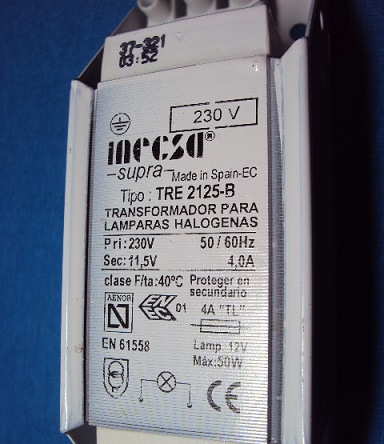 37-321
03:52
230 V
inecsa®
supra
Made in Spain-EC
Tipo : TRE 2125-B
TRANSFORMADOR PARA
LAMPARAS HALOGENAS
Pri: 230V 50 / 60Hz
Sec: 11,5V 4,0A
clase F/ta:40ºC Proteger en
secundario
AENOR
N
ENEC 01
4A "TL"
EN 61558
Lamp. 12V
Máx:50W
CE